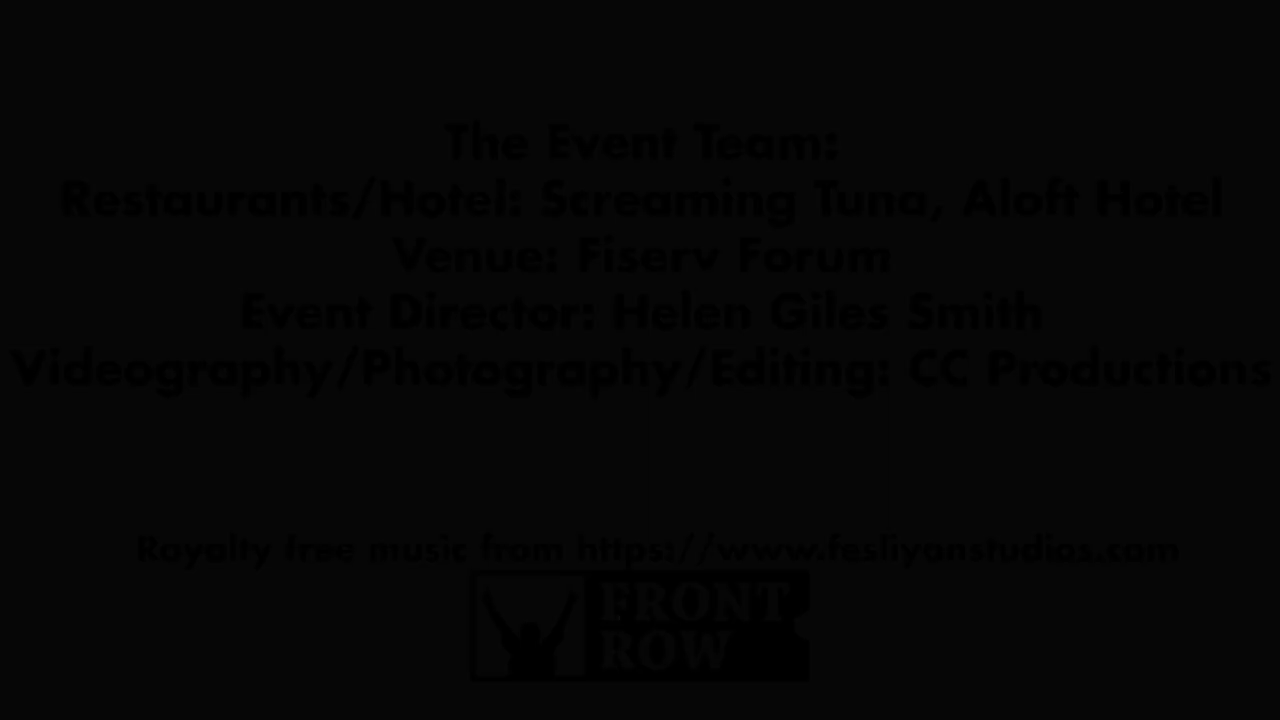 The Event Team:
Restaurants/Hotel: Screaming Tuna, Aloft Hotel
Venue: Fiserv Forum
Event Director: Helen Giles Smith
Videography/Photography/Editing: CC Productions
Royalty free music from https://www.fesliyanstudios.com
FRONT
ROW